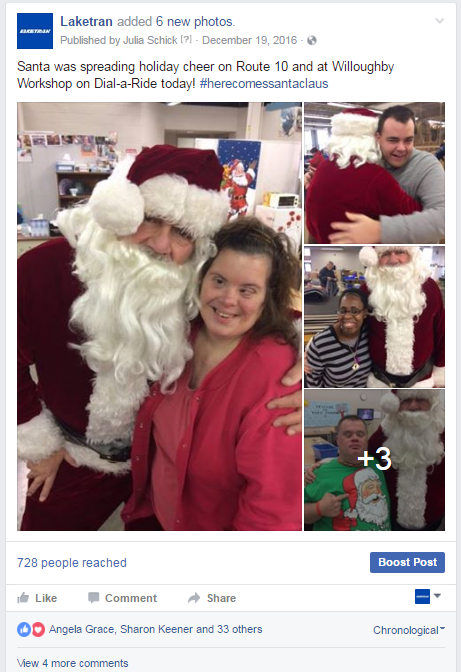 LAKETRAN
Laketran added 6 new photos.
Published by Julia Schick [?] · December 19, 2016 ·
Santa was spreading holiday cheer on Route 10 and at Willoughby
Workshop on Dial-a-Ride today! #herecomessantaclaus
+3
728 people reached
Boost Post
Like Comment Share
Angela Grace, Sharon Keener and 33 others
Chronological
View 4 more comments